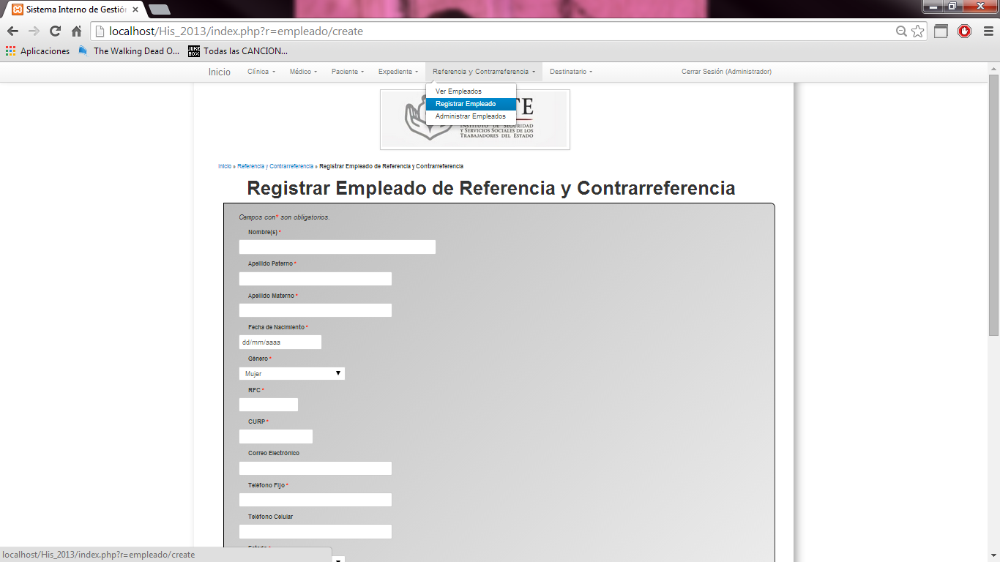 Sistema Interno de Gestión
localhost/His_2013/index.php?r=empleado/create
Aplicaciones The Walking Dead O... JUKE BOX Todas las CANCION...
Inicio Clínica Médico Paciente Expediente Referencia y Contrarreferencia Destinatario Cerrar Sesión (Administrador)
Ver Empleados
Registrar Empleado
Administrar Empleados
TE
INSTITUTO DE SEGURIDAD
Y SERVICIOS SOCIALES DE LOS
TRABAJADORES DEL ESTADO
Inicio » Referencia y Contrarreferencia » Registrar Empleado de Referencia y Contrarreferencia
Registrar Empleado de Referencia y Contrarreferencia
Campos con* son obligatorios.
Nombre(s) *
Apellido Paterno *
Apellido Materno *
Fecha de Nacimiento *
dd/mm/aaaa
Género *
Mujer
RFC *
CURP *
Correo Electrónico
Teléfono Fijo *
Teléfono Celular
localhost/His_2013/index.php?r=empleado/create